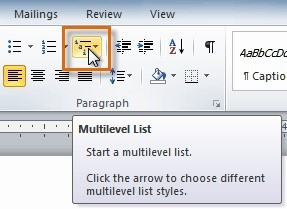 Mailings Review View
AaBbCcDc
¶ Captio
Paragraph
Multilevel List
Start a multilevel list.
Click the arrow to choose different
multilevel list styles.